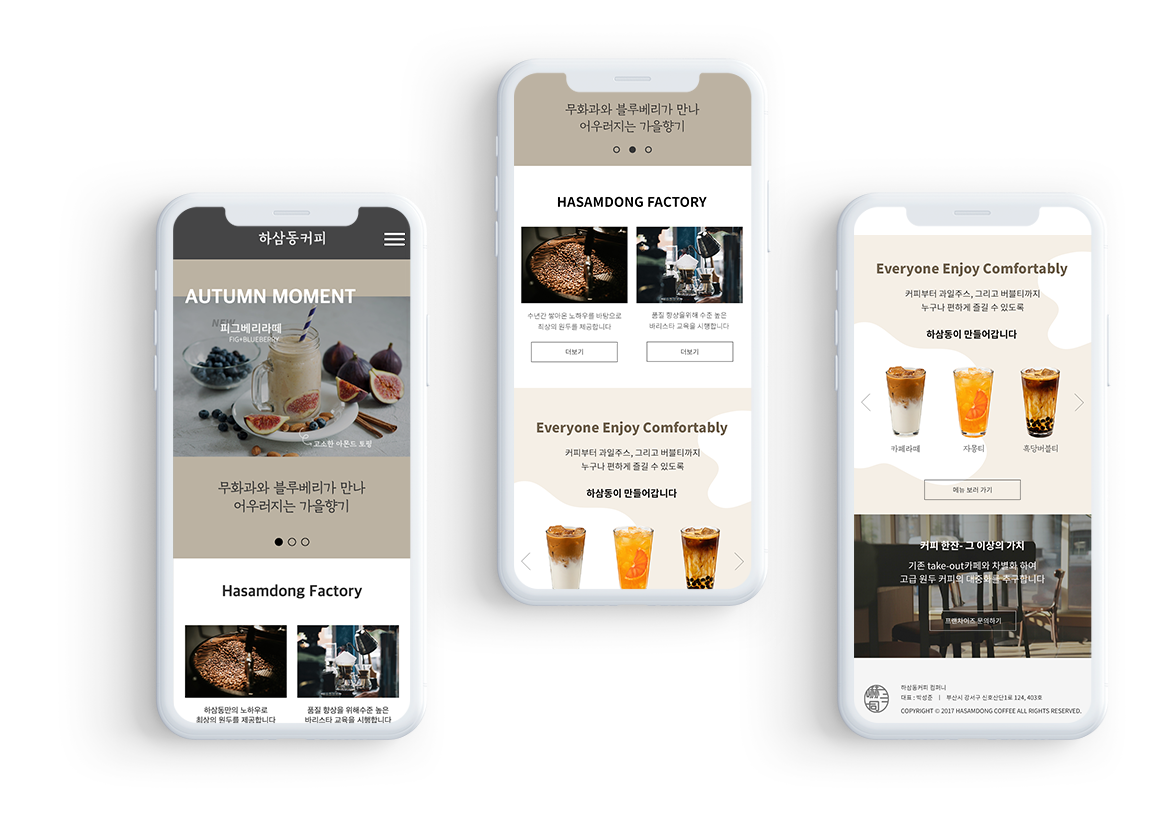 하삼동커피
AUTUMN MOMENT
NEW
피그베리라떼
FIG+BLUEBERRY
고소한 아몬드 토핑
무화과와 블루베리가 만나
어우러지는 가을향기
Hasamdong Factory
하삼동만의 노하우로
최상의 원두를 제공합니다
품질 향상을 위해수준 높은
바리스타 교육을 시행합니다
무화과와 블루베리가 만나
어우러지는 가을향기
HASAMDONG FACTORY
수년간 쌓아온 노하우를 바탕으로
최상의 원두를 제공합니다
더보기
품질 향상을위해 수준 높은
바리스타 교육을 시행합니다
더보기
Everyone Enjoy Comfortably
커피부터 과일주스, 그리고 버블티까지
누구나 편하게 즐길 수 있도록
하삼동이 만들어갑니다
Everyone Enjoy Comfortably
커피부터 과일주스, 그리고 버블티까지
누구나 편하게 즐길 수 있도록
하삼동이 만들어갑니다
카페라떼
자몽티
흑당버블티
메뉴 보러 가기
커피 한잔- 그 이상의 가치
기존 take-out카페와 차별화 하여
고급 원두 커피의 대중화을 추구합니다
프랜차이즈 문의하기
하삼동커피 컴퍼니
대표 : 박성준 | 부산시 강서구 신호산단1로 124, 403호
COPYRIGHT © 2017 HASAMDONG COFFEE ALL RIGHTS RESERVED.